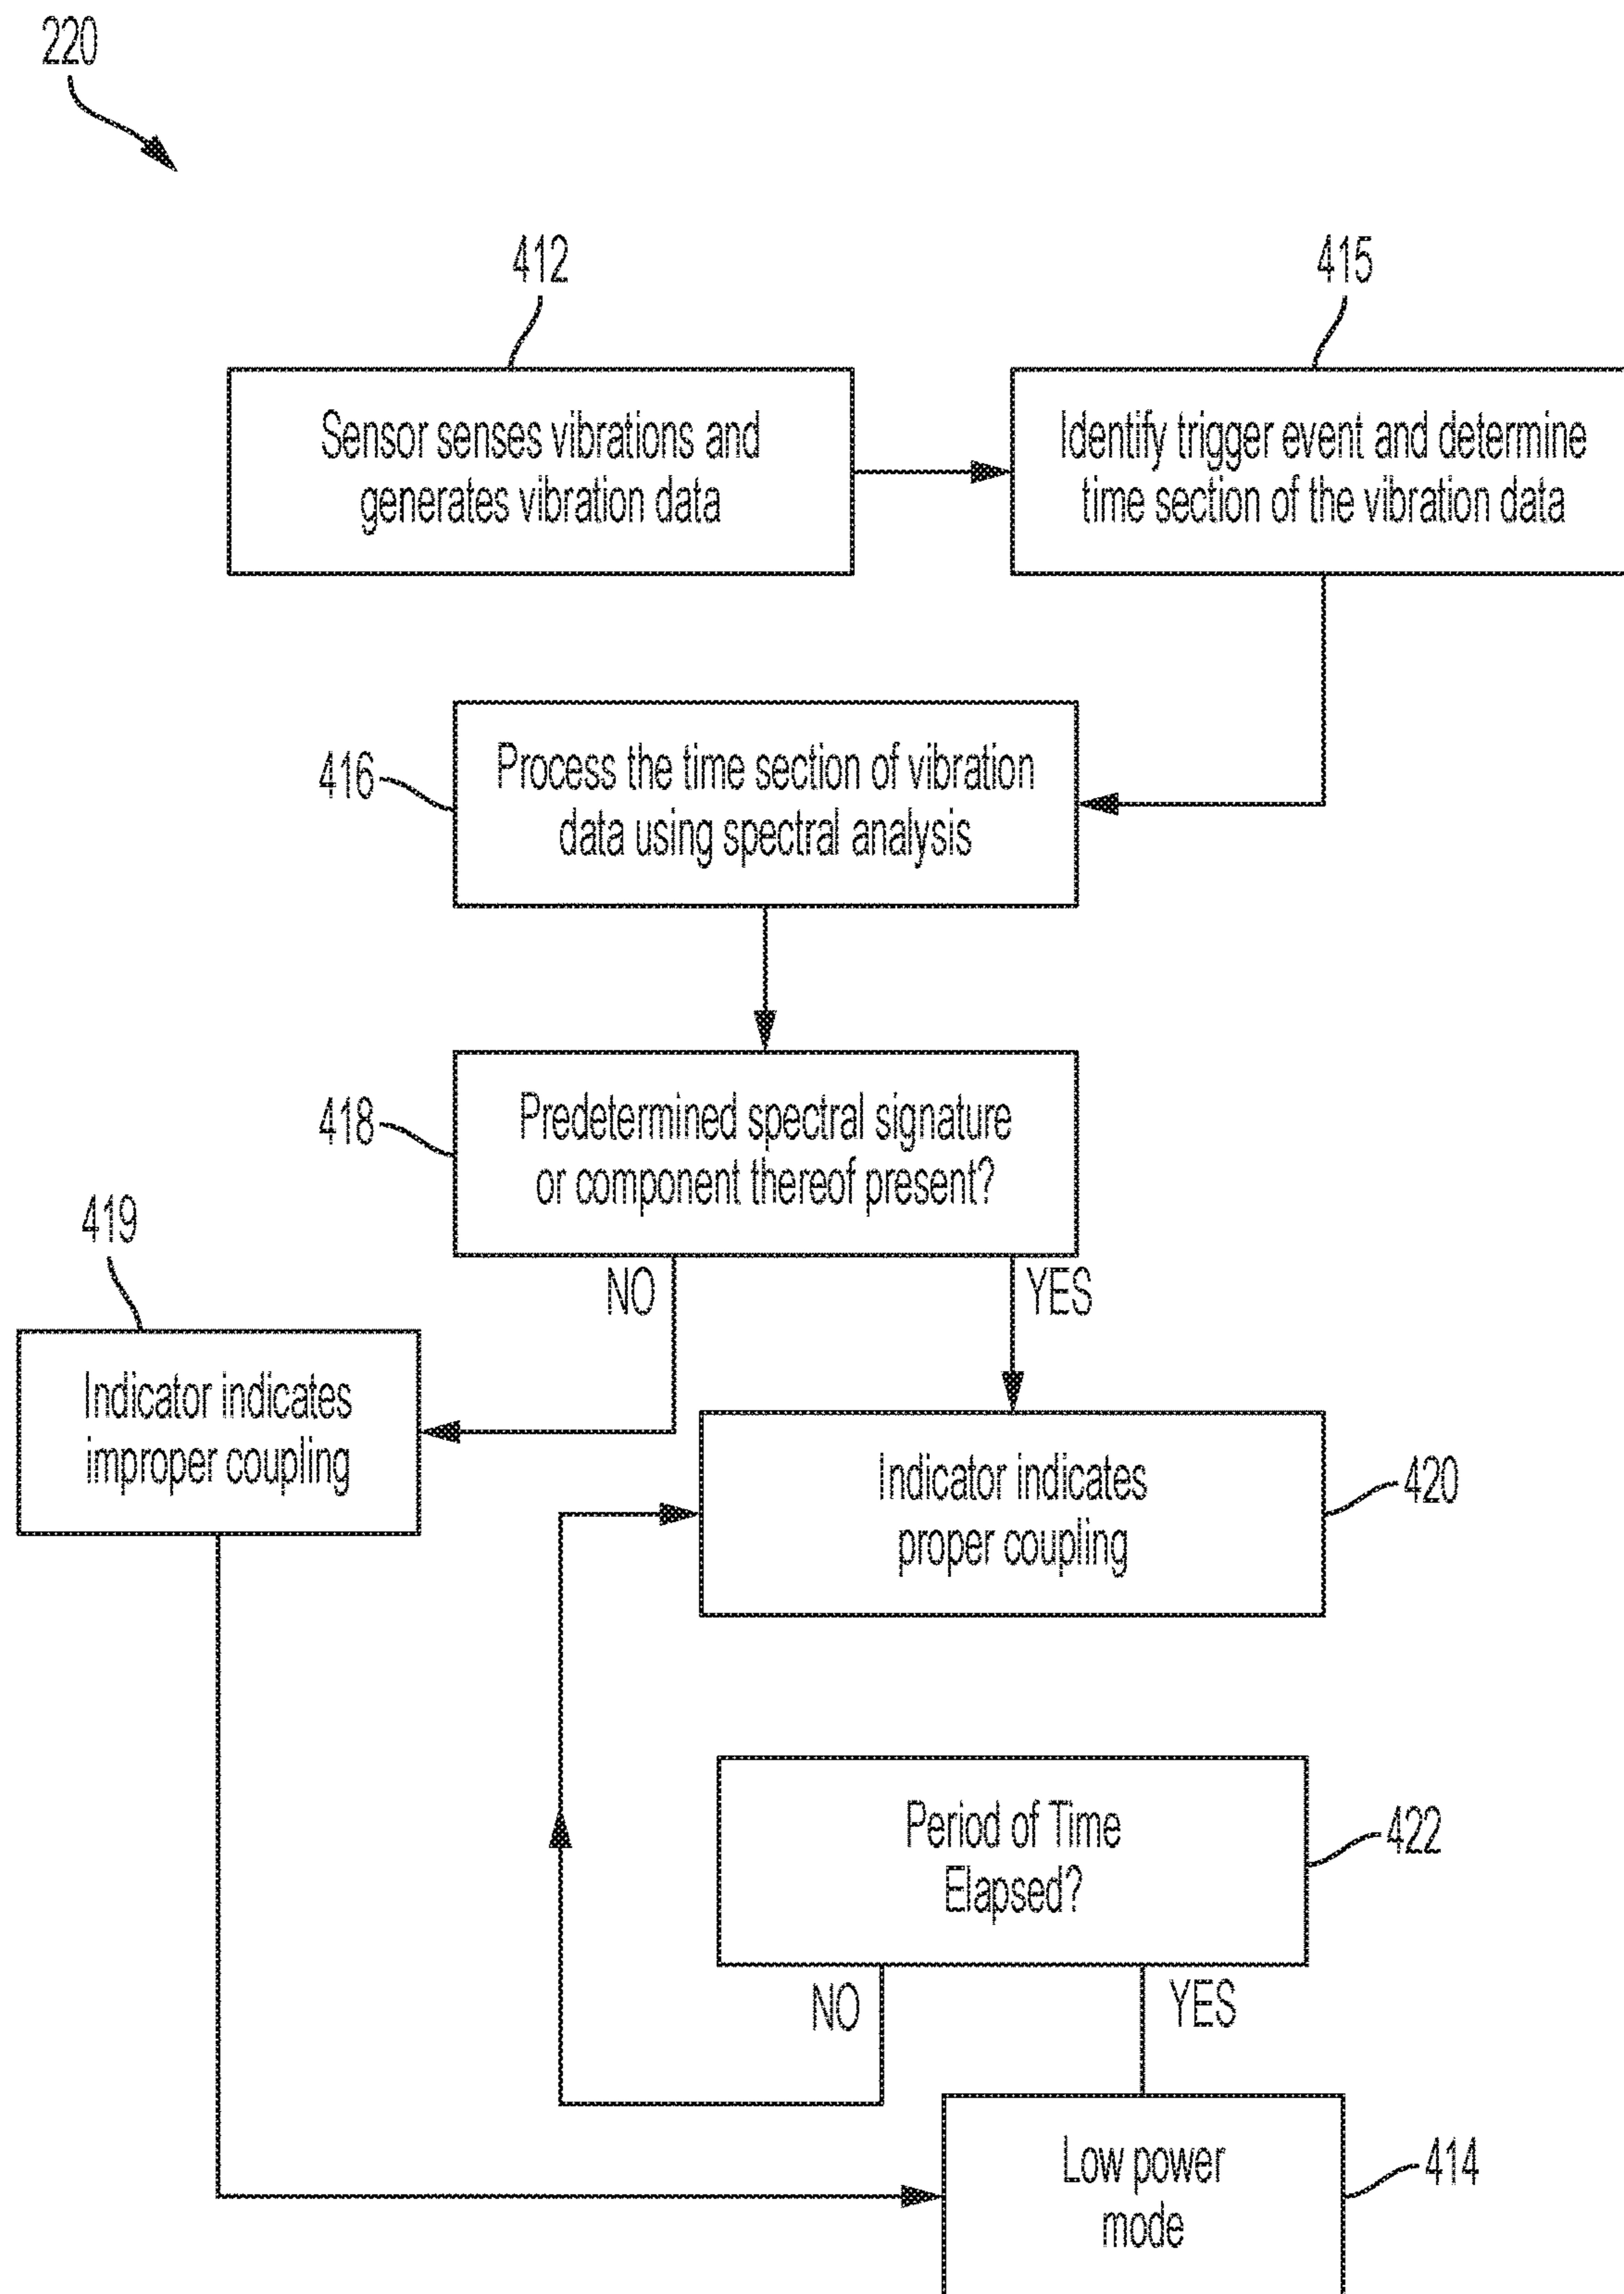 220
412
415
Sensor senses vibrations and
generates vibration data
Identify trigger event and determine
time section of the vibration data
416
Process the time section of vibration
data using spectral analysis
418
Predetermined spectral signature
or component thereof present?
419
NO
YES
Indicator indicates
improper coupling
Indicator indicates
proper coupling
420
Period of Time
Elapsed?
422
NO
YES
Low power
mode
414